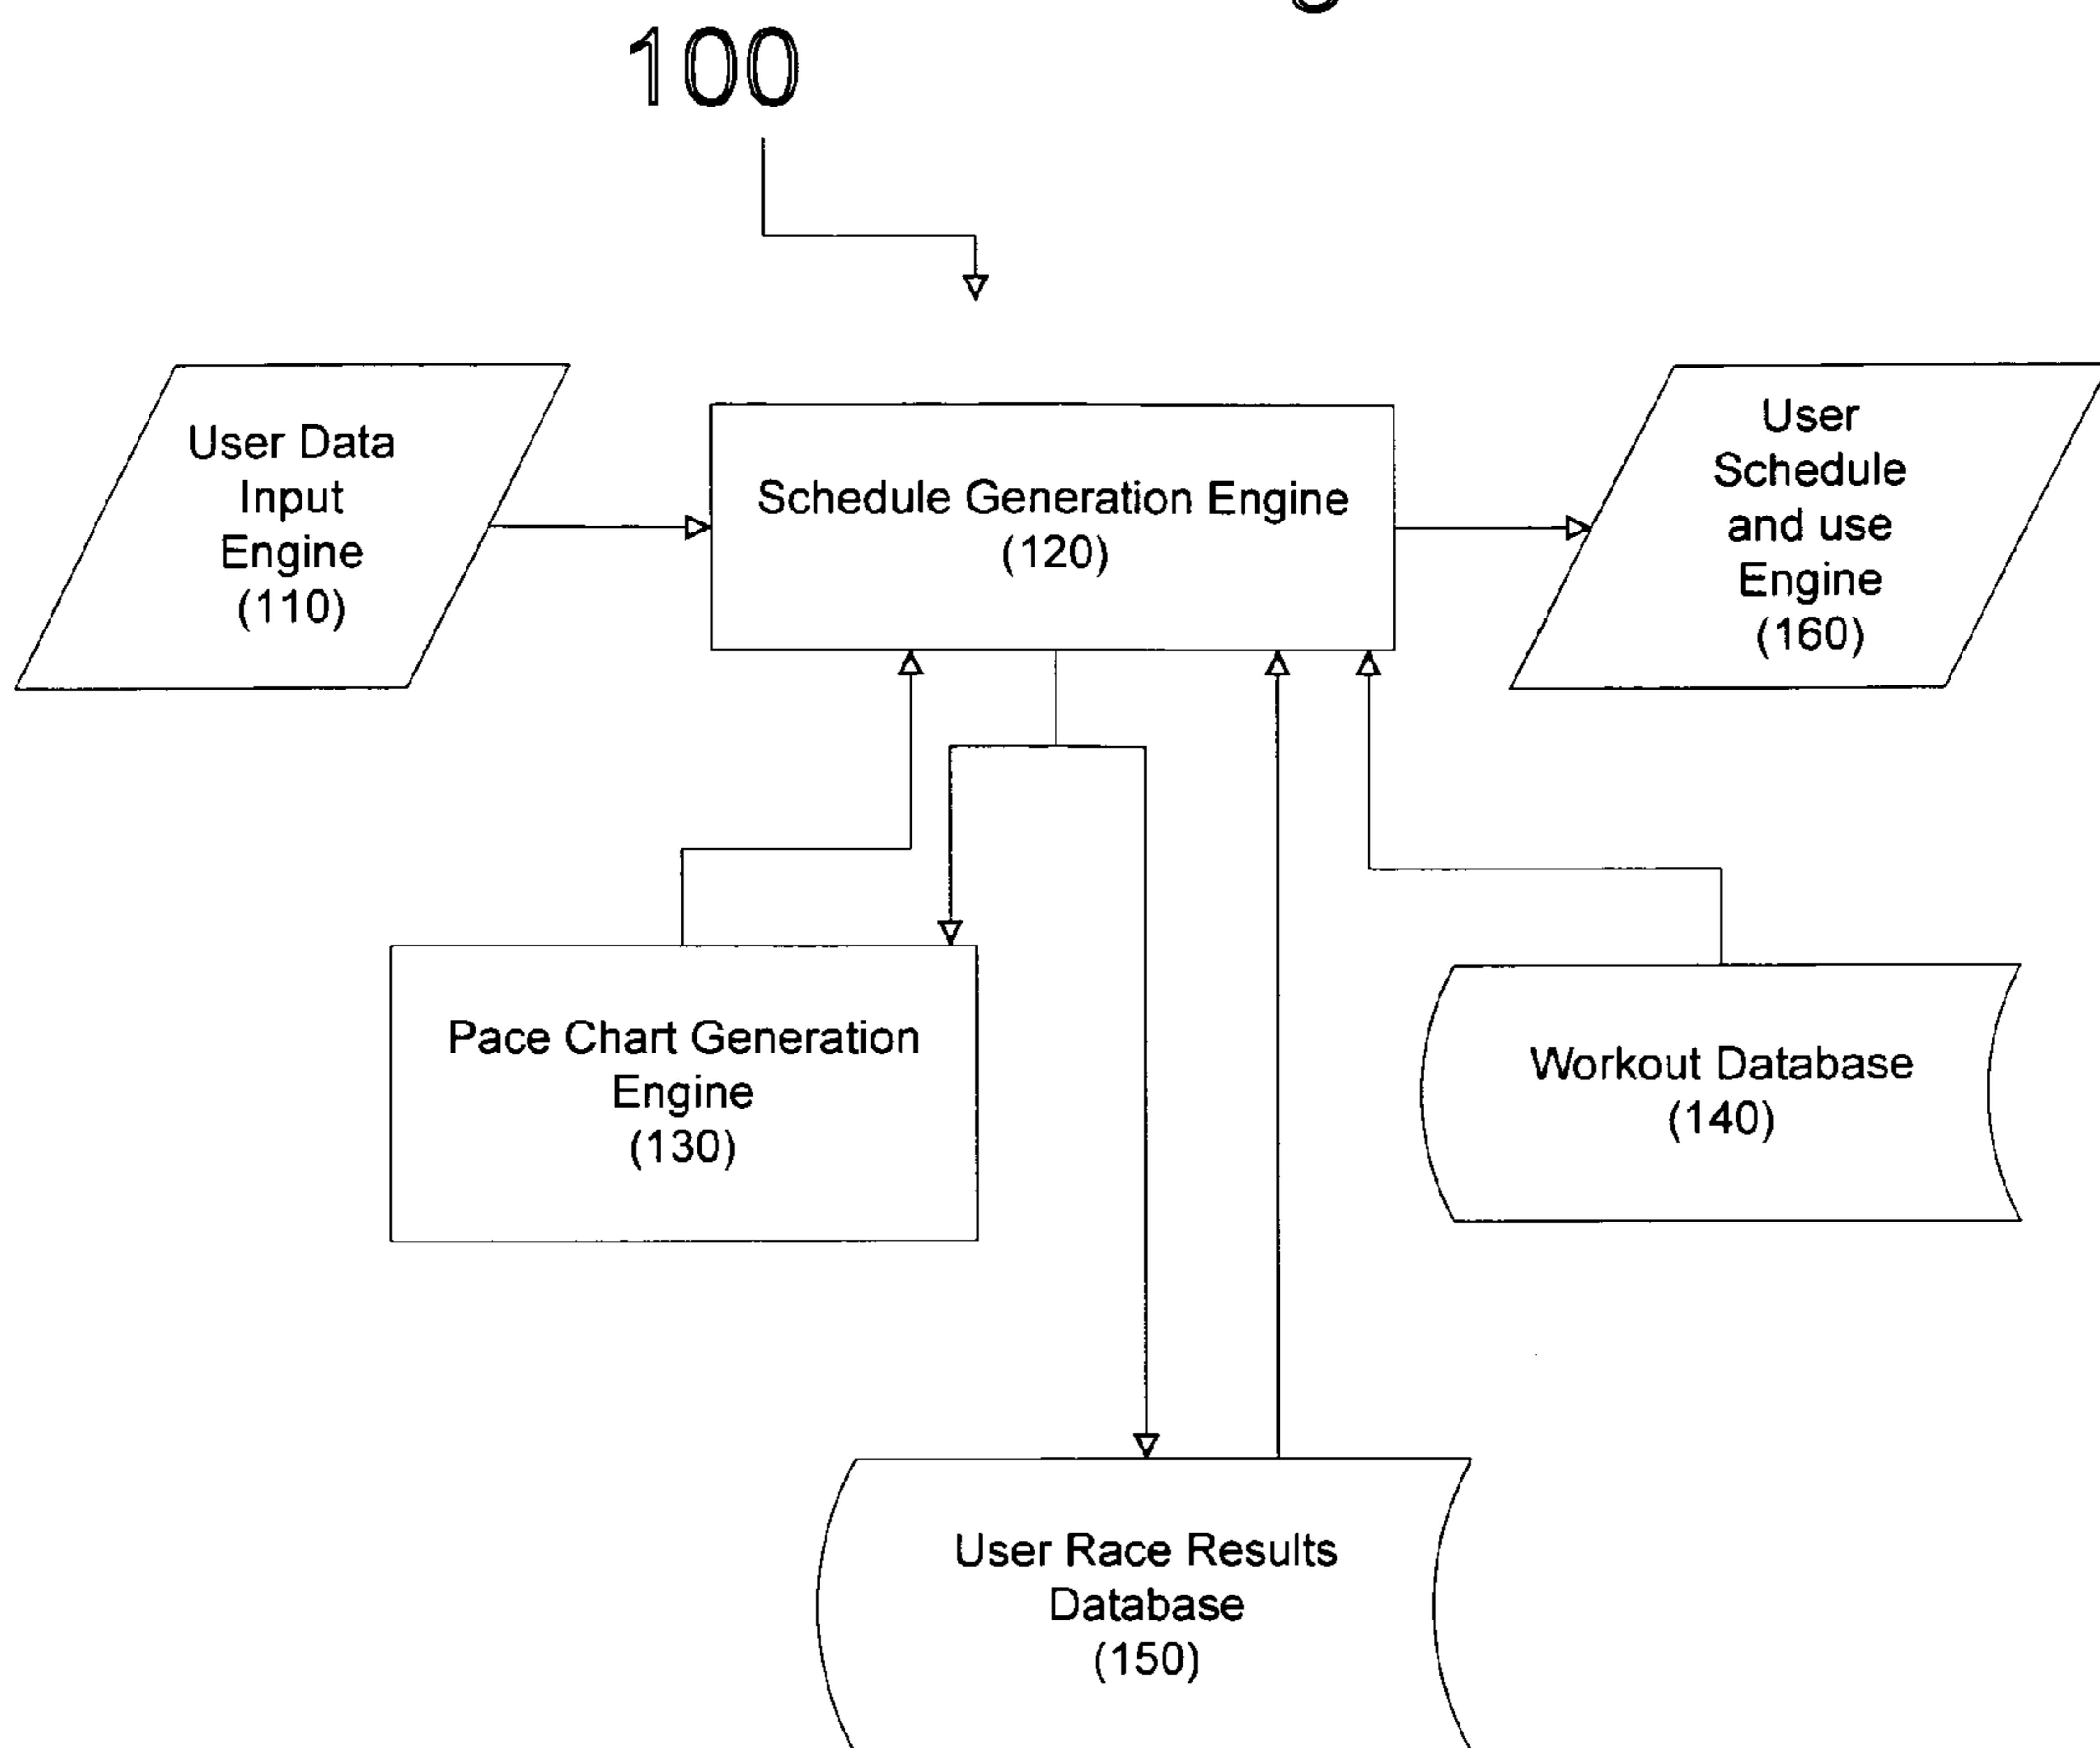 100
User Data
Input
Engine
(110)
Schedule Generation Engine
(120)
User
Schedule
and use
Engine
(160)
Pace Chart Generation
Engine
(130)
Workout Database
(140)
User Race Results
Database
(150)